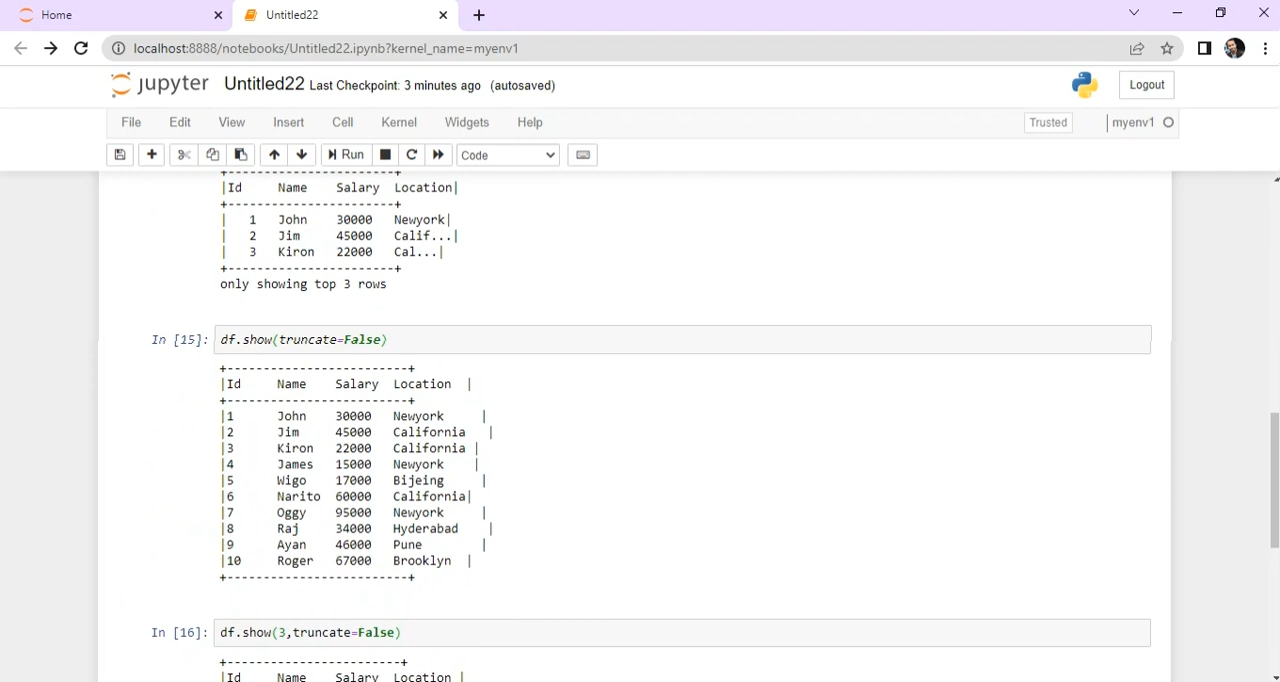 Home
Untitled22
localhost:8888/notebooks/Untitled22.ipynb?kernel_name=myenv1
jupyter Untitled22 Last Checkpoint: 3 minutes ago (autosaved)
Logout
File Edit View Insert Cell Kernel Widgets Help
Trusted
myenv1
Run
Code
+-----------------------+
|Id Name Salary Location|
+-----------------------+
| 1 John 30000 Newyork|
| 2 Jim 45000 Calif...|
| 3 Kiron 22000 Cal...|
+-----------------------+
only showing top 3 rows
In [15]: df.show(truncate=False)
+-------------------------+
|Id Name Salary Location |
+-------------------------+
|1 John 30000 Newyork |
|2 Jim 45000 California |
|3 Kiron 22000 California |
|4 James 15000 Newyork |
|5 Wigo 17000 Bijeing |
|6 Narito 60000 California|
|7 Oggy 95000 Newyork |
|8 Raj 34000 Hyderabad |
|9 Ayan 46000 Pune |
|10 Roger 67000 Brooklyn |
+-------------------------+
In [16]: df.show(3,truncate=False)
+------------------------+
|Id Name Salary Location |